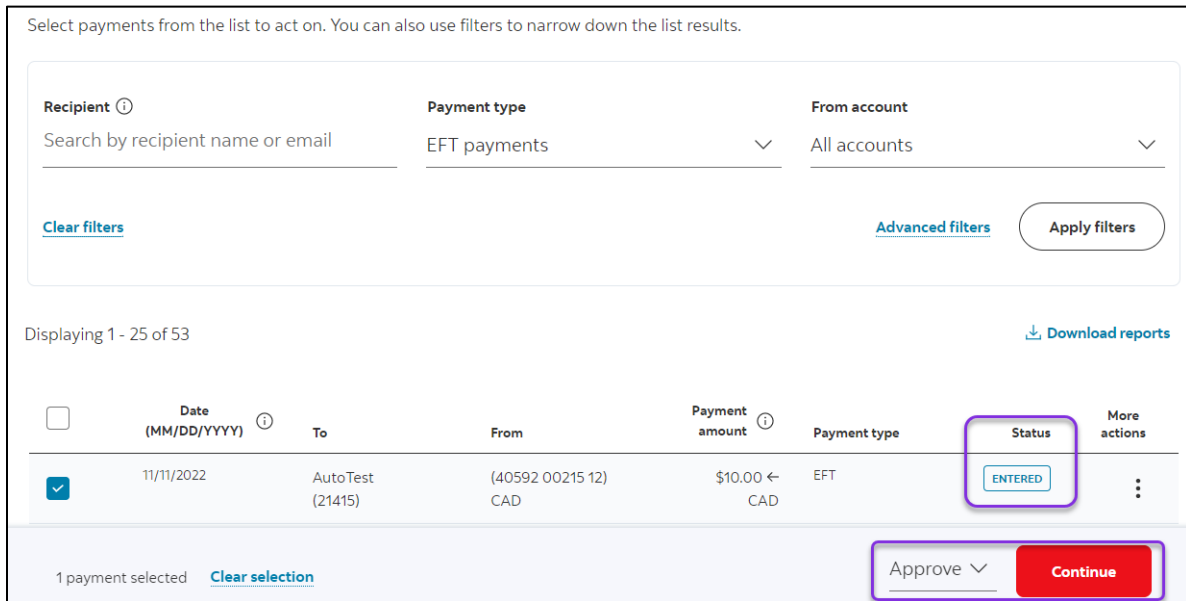 Select payments from the list to act on. You can also use filters to narrow down the list results.
Recipient
Payment type
From account
Search by recipient name or email
EFT payments
All accounts
Clear filters
Advanced filters
Apply filters
Displaying 1 - 25 of 53
Download reports
Date
(MM/DD/YYYY)
To
From
Payment
amount
Payment type
Status
More
actions
11/11/2022
AutoTest
(21415)
(40592 00215 12)
CAD
$10.00 ←
CAD
EFT
ENTERED
1 payment selected
Clear selection
Approve
Continue